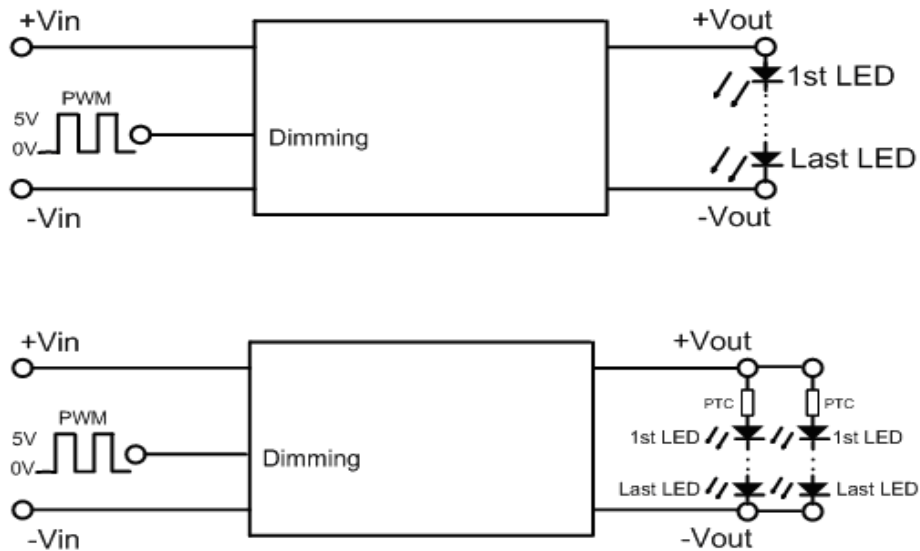 +Vin
+Vout
1st LED
PWM
5V
0V
Dimming
Last LED
-Vin
-Vout
+Vin
+Vout
PTC
PTC
PWM
1st LED
1st LED
5V
0V
Dimming
Last LED
Last LED
-Vin
-Vout